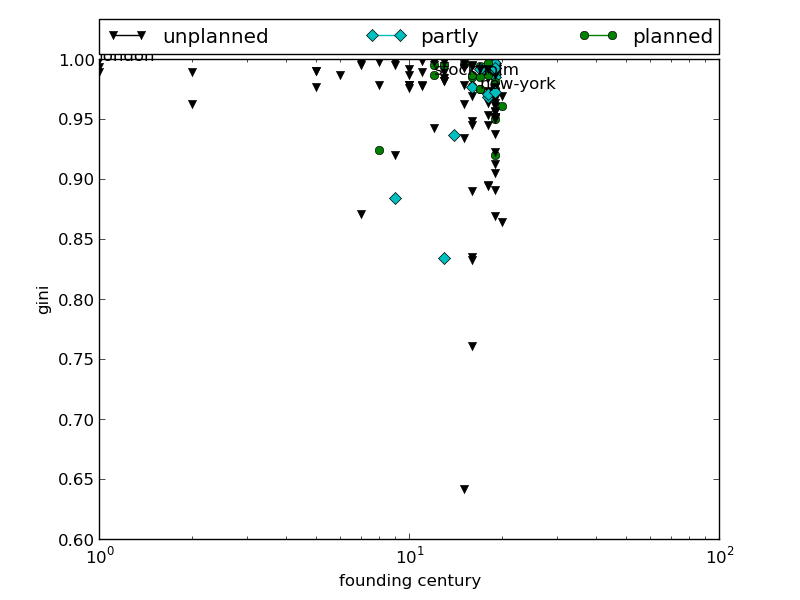 unplanned partly planned
london
stockholm
new-york
1.00
0.95
0.90
0.85
0.80
0.75
0.70
0.65
0.60
gini
10⁰ 10¹ 10²
founding century